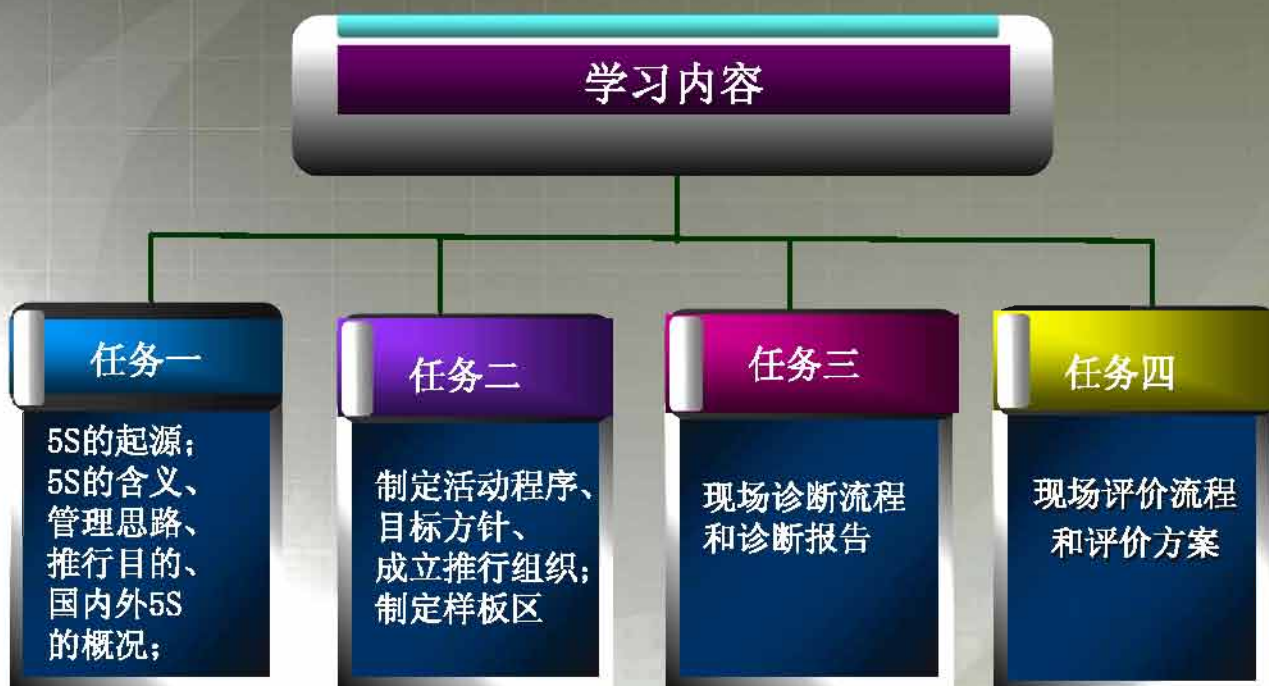 学习内容
任务一
5S的起源；
5S的含义、
管理思路、
推行目的、
国内外5S
的概况；
任务二
制定活动程序、
目标方针、
成立推行组织；
制定样板区
任务三
现场诊断流程
和诊断报告
任务四
现场评价流程
和评价方案